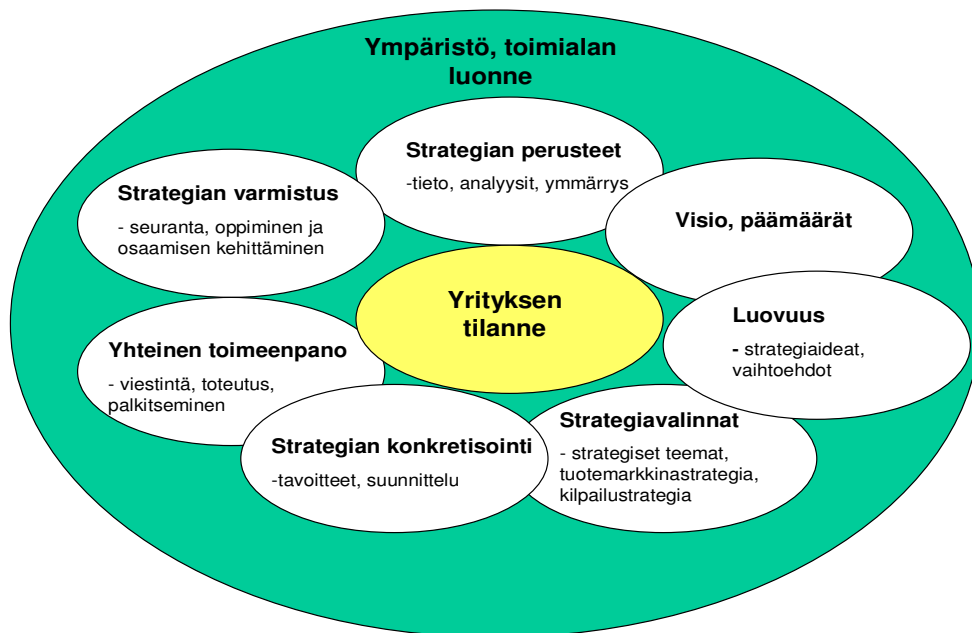 Ympäristö, toimialan
luonne
Strategian perusteet
-tieto, analyysit, ymmärrys
Visio, päämäärät
Luovuus
- strategiaideat,
vaihtoehdot
Strategiavalinnat
- strategiset teemat,
tuotemarkkinastrategia,
kilpailustrategia
Strategian konkretisointi
-tavoitteet, suunnittelu
Yhteinen toimeenpano
- viestintä, toteutus,
palkitseminen
Strategian varmistus
- seuranta, oppiminen ja
osaamisen kehittäminen
Yrityksen
tilanne